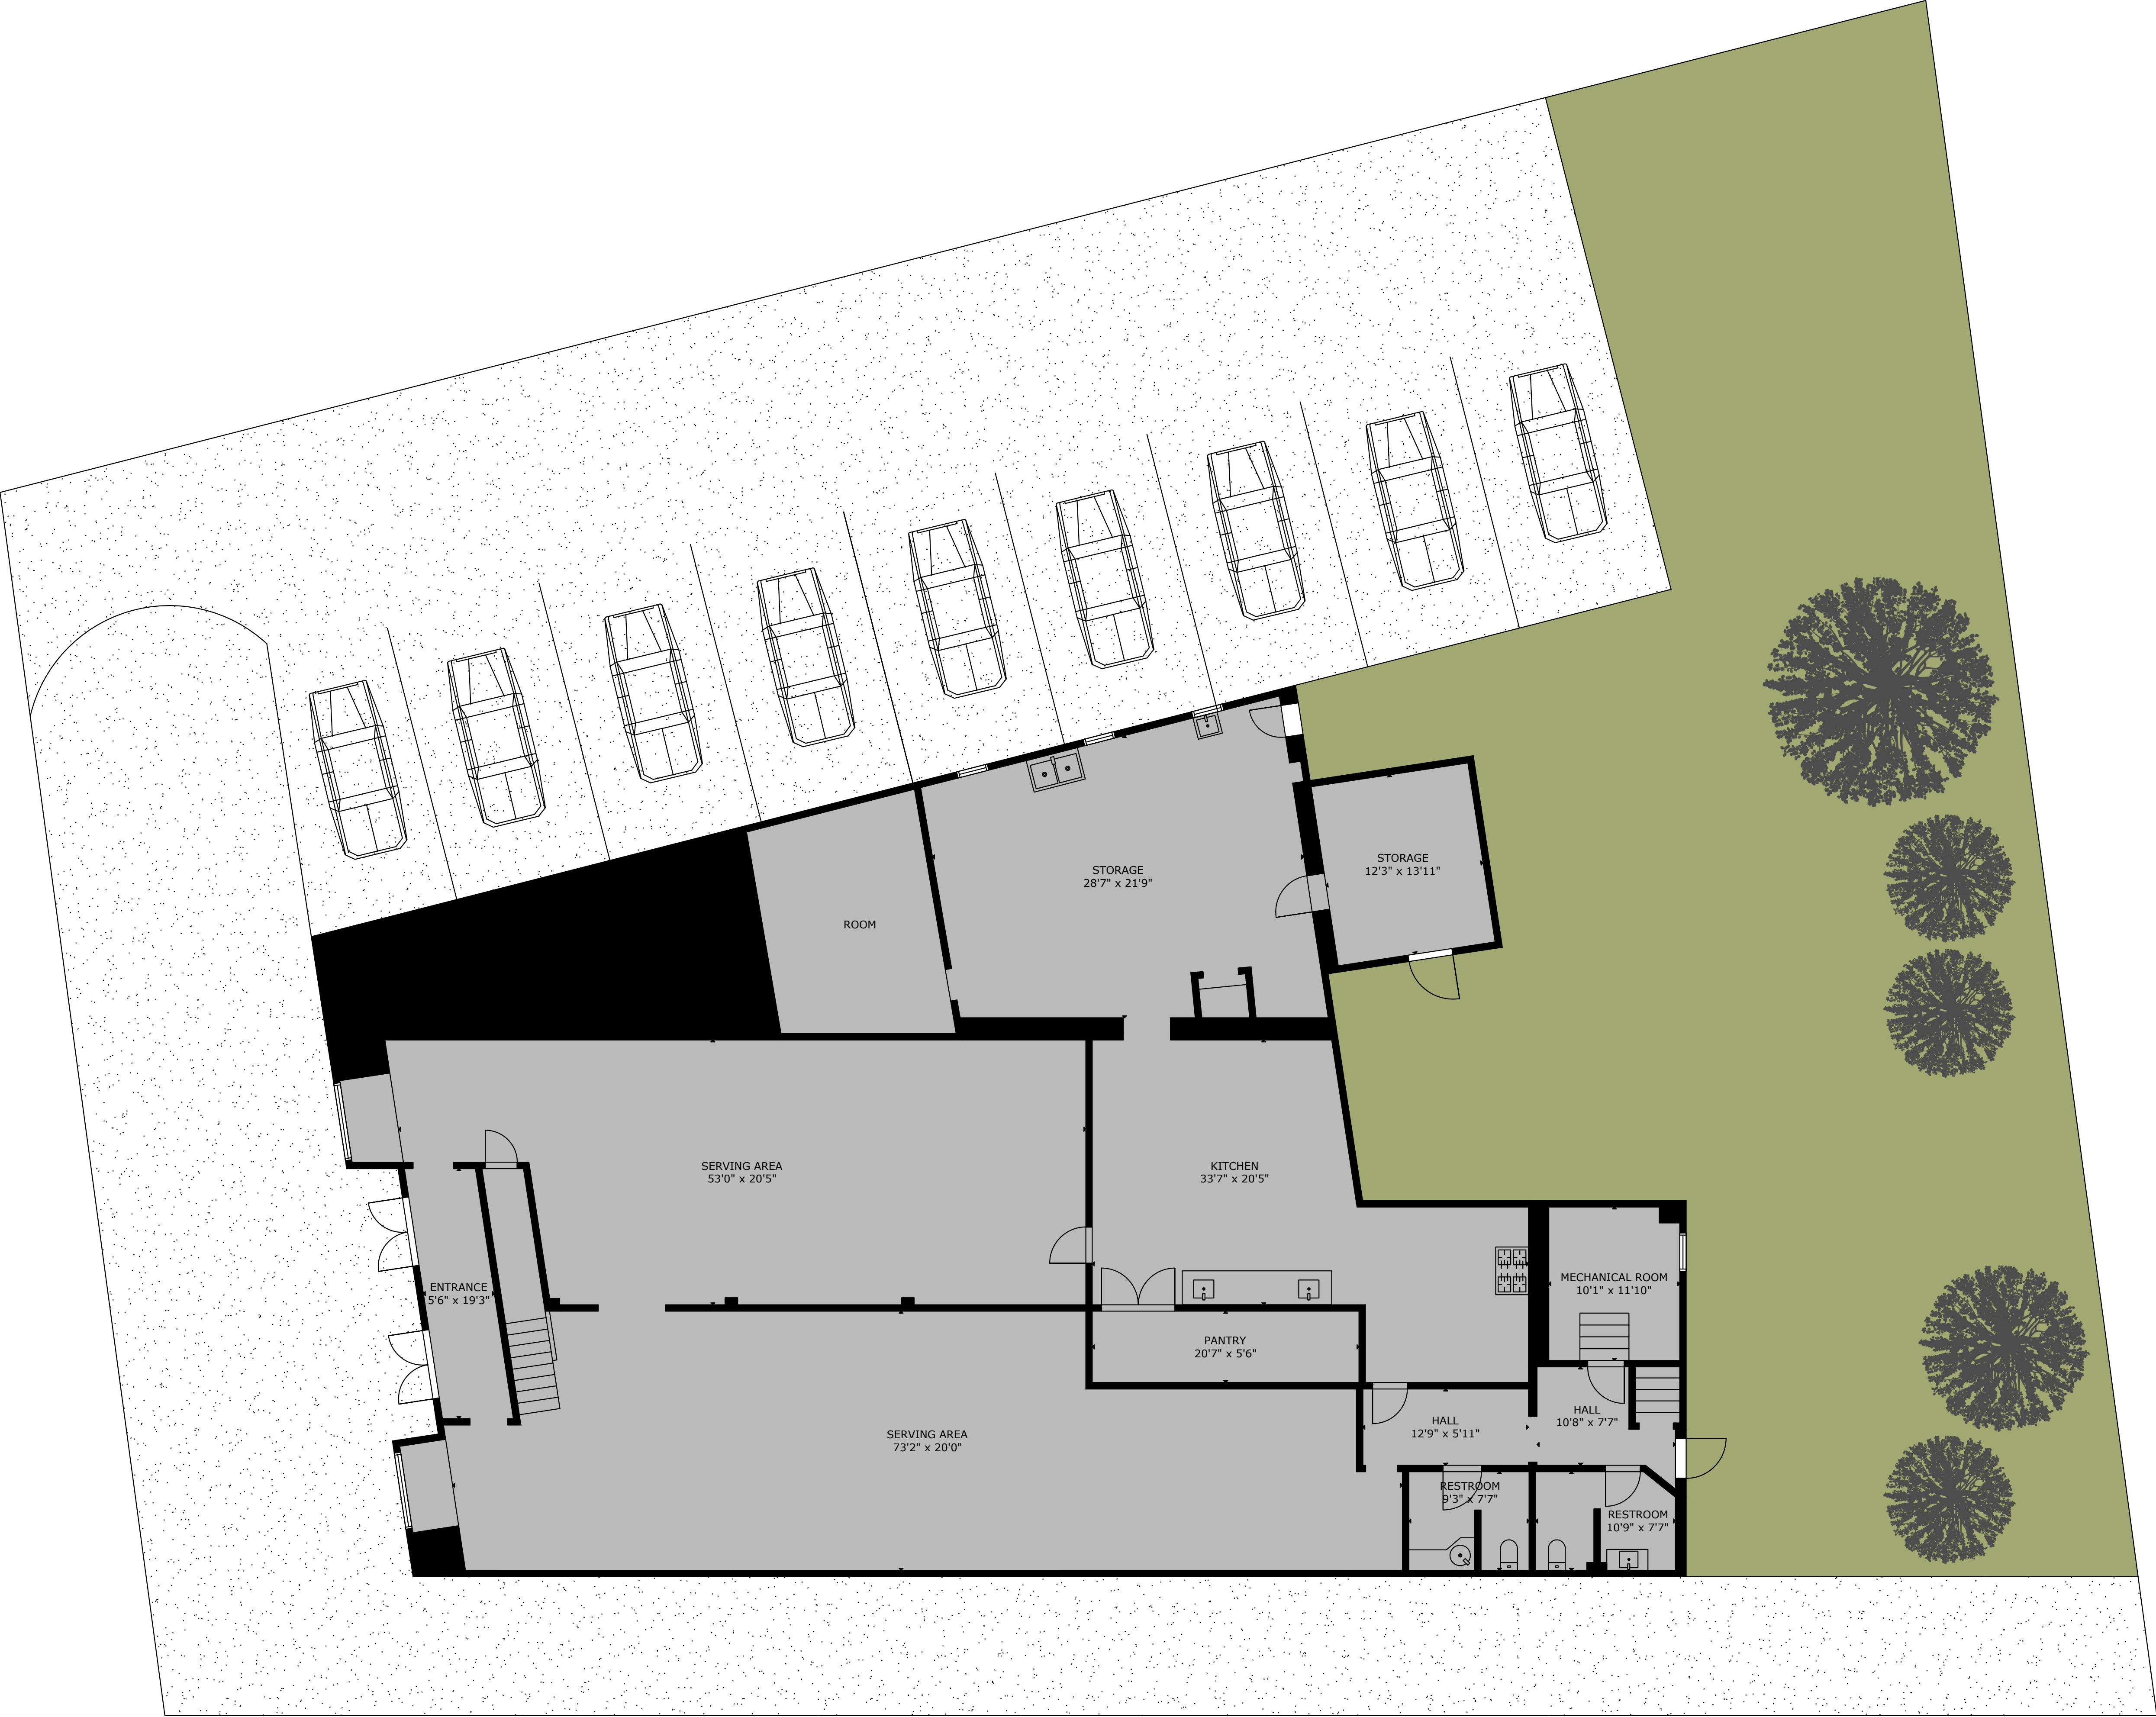 STORAGE
12'3" x 13'11"
STORAGE
28'7" x 21'9"
ROOM
SERVING AREA
53'0" x 20'5"
KITCHEN
33'7" x 20'5"
ENTRANCE
5'6" x 19'3"
MECHANICAL ROOM
10'1" x 11'10"
PANTRY
20'7" x 5'6"
HALL
10'8" x 7'7"
HALL
12'9" x 5'11"
SERVING AREA
73'2" x 20'0"
RESTROOM
9'3" x 7'7"
RESTROOM
10'9" x 7'7"